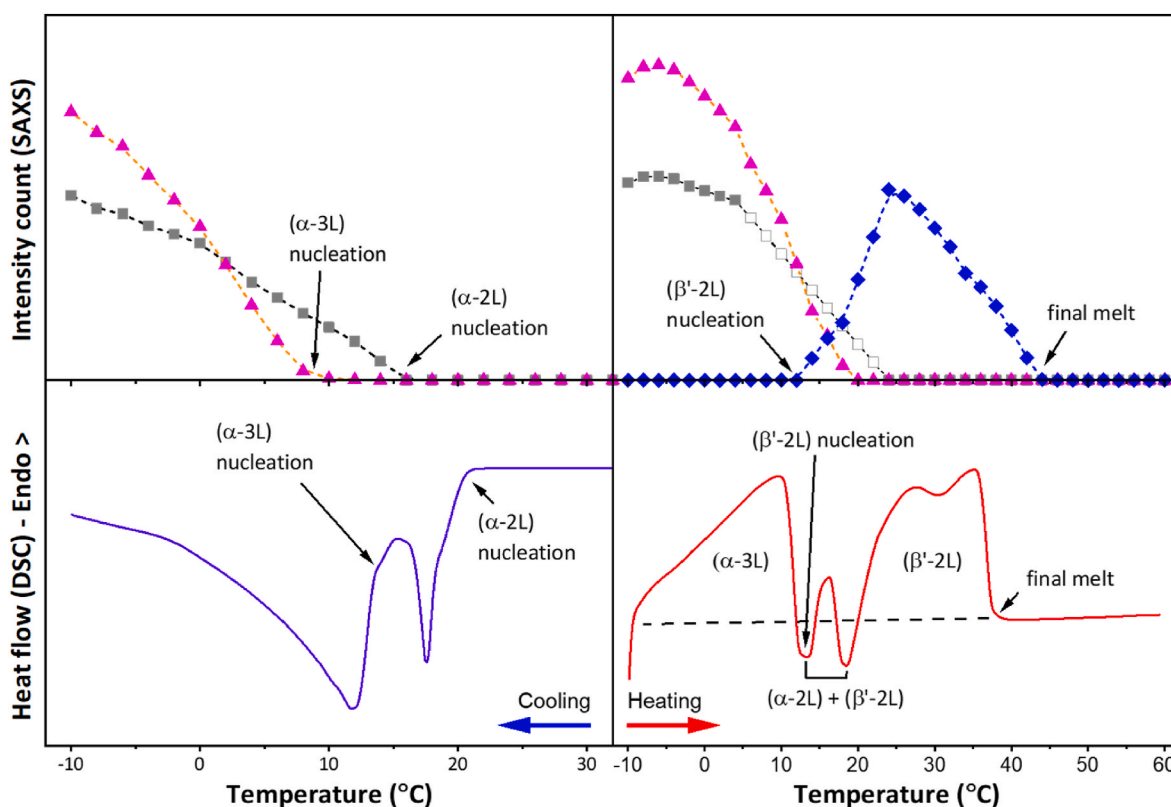 Intensity count (SAXS)
(α-3L)
nucleation
(α-2L)
nucleation
(β'-2L)
nucleation
final melt
Heat flow (DSC) - Endo >
(α-3L)
nucleation
(α-2L)
nucleation
Cooling
(β'-2L) nucleation
(α-3L)
(β'-2L)
final melt
(α-2L) + (β'-2L)
Heating
-10 0 10 20 30
-10 0 10 20 30 40 50 60
Temperature (°C)
Temperature (°C)